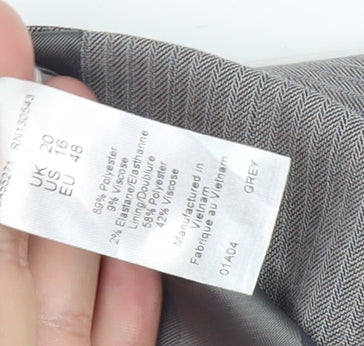 RN130543
UK 20
US 16
EU 48
89% Polyester
9% Viscose
2% Elastane/Elasthanne
Lining/Doublure
58% Polyester
42% Viscose
Manufactured in
Vietnam
Fabriqué au Vietnam
GREY
01A04